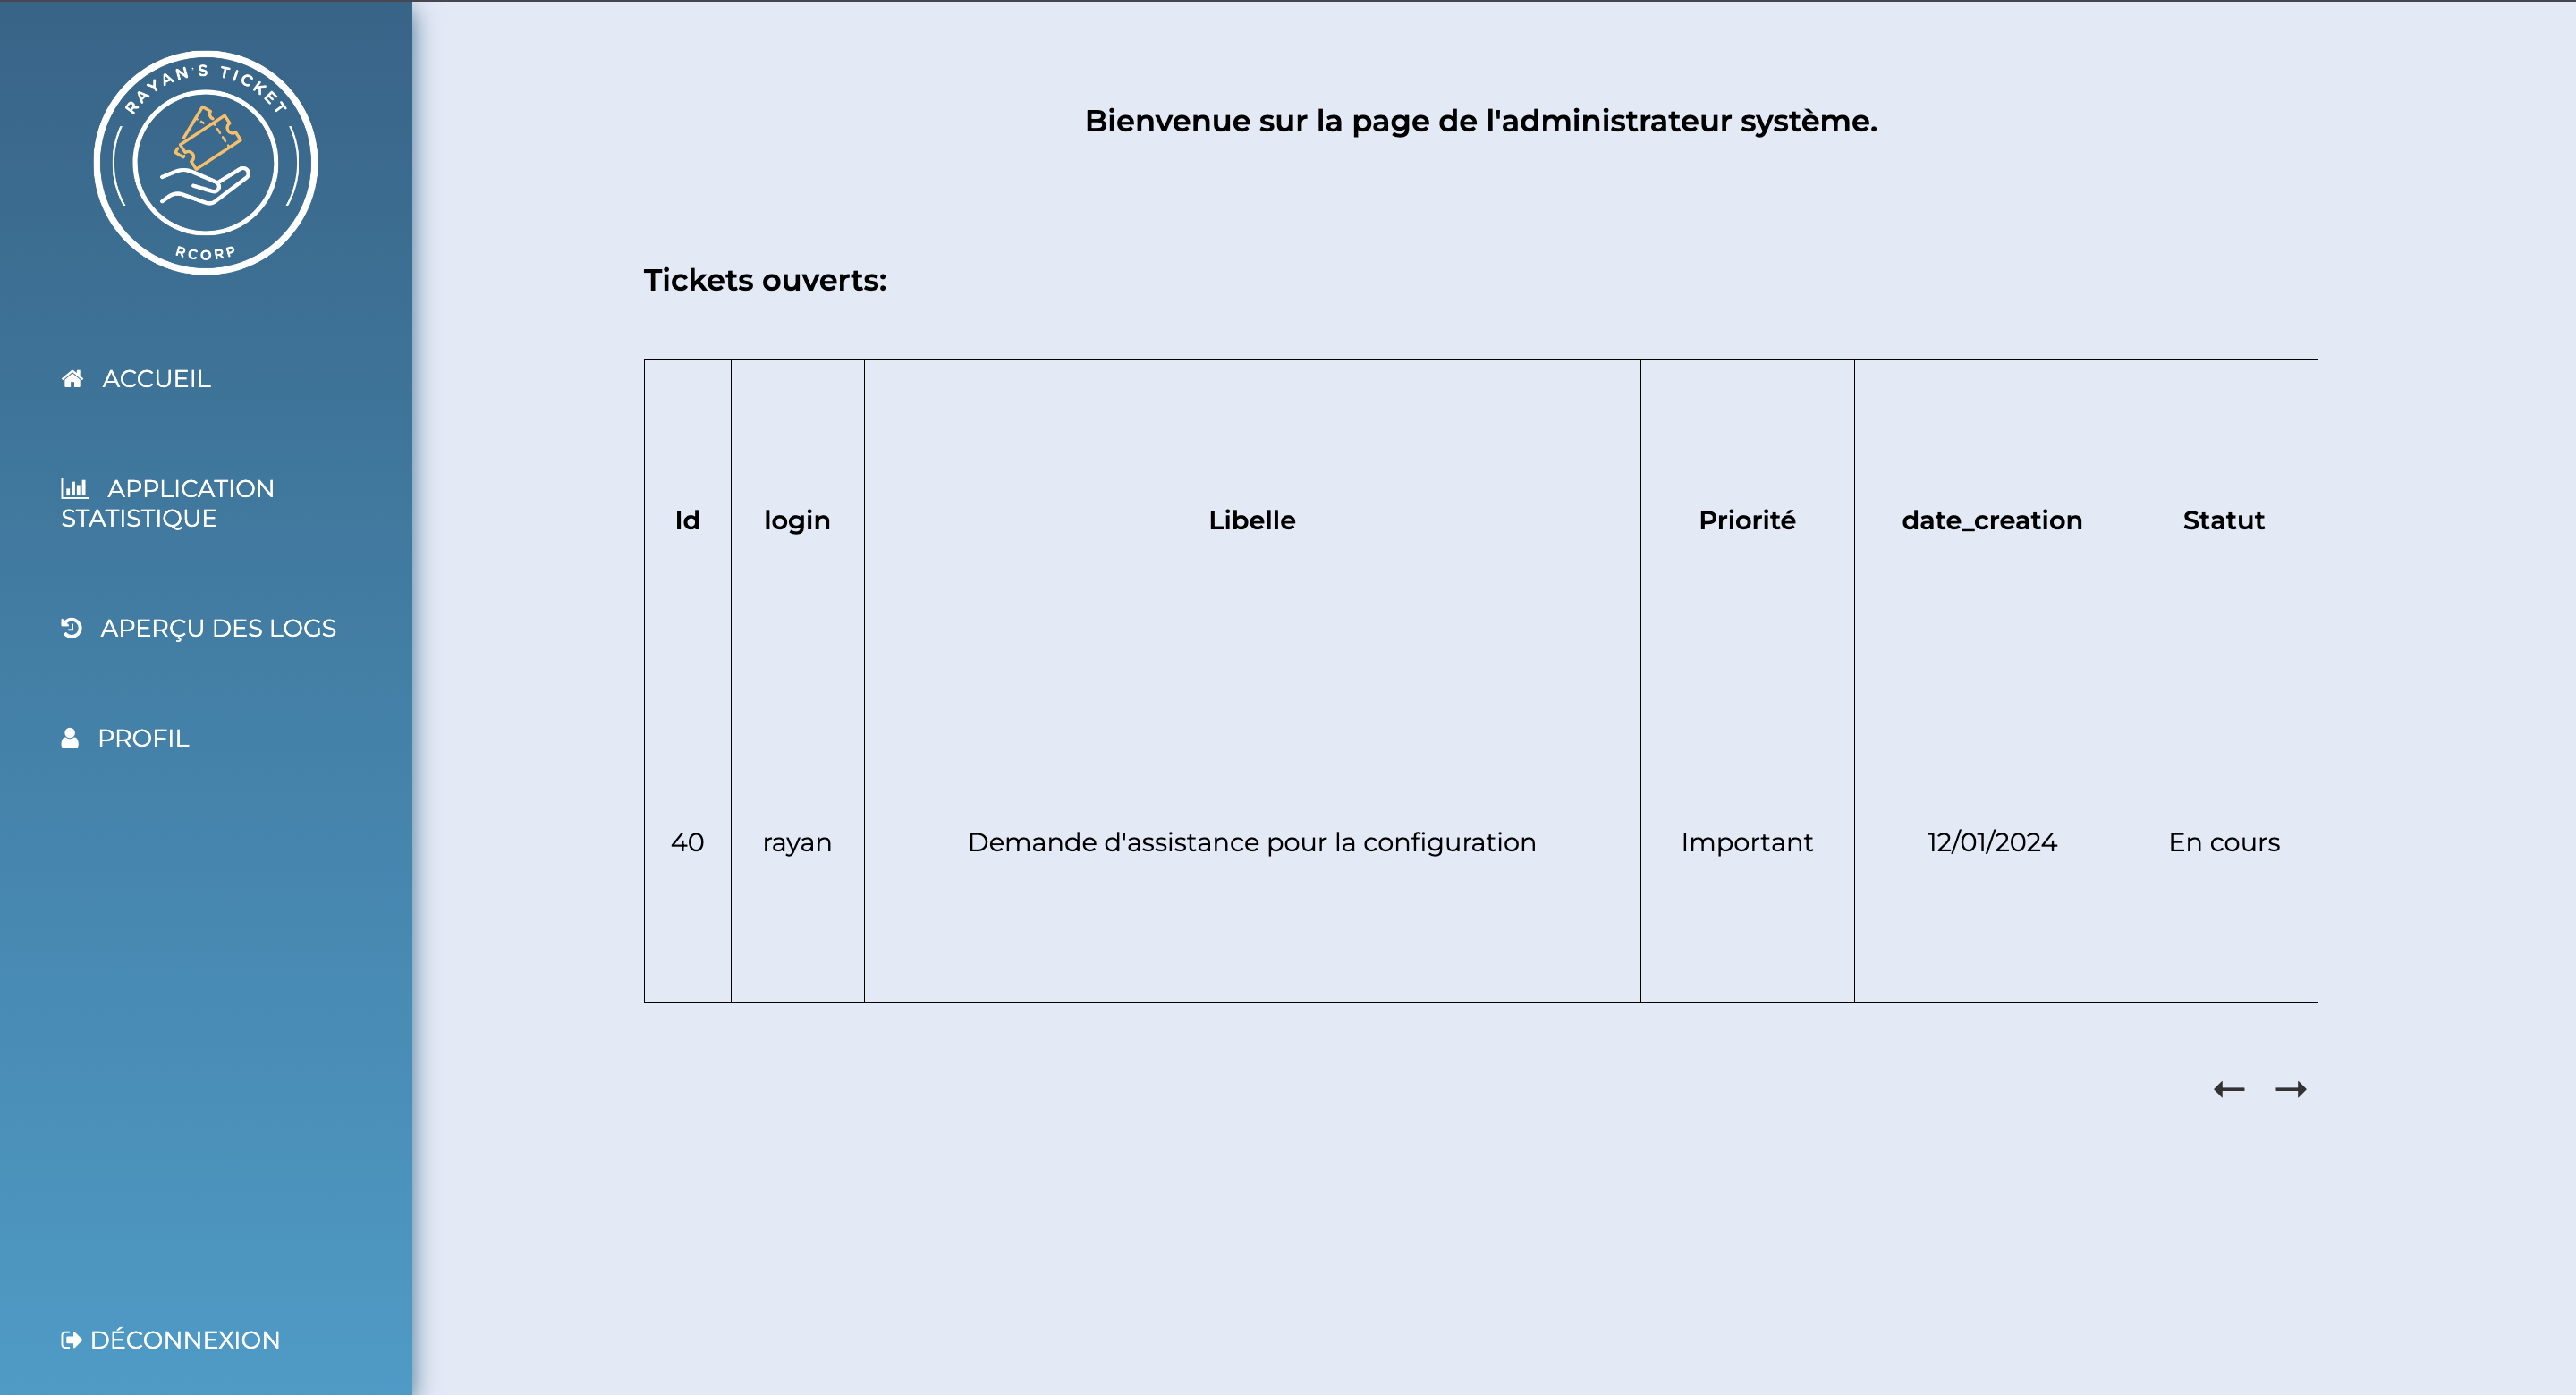 RAYAN'S TICKET
RCORP
ACCUEIL
APPLICATION
STATISTIQUE
APERÇU DES LOGS
PROFIL
DÉCONNEXION
Bienvenue sur la page de l'administrateur système.
Tickets ouverts:
Id login Libelle Priorité date_creation Statut
40 rayan Demande d'assistance pour la configuration Important 12/01/2024 En cours